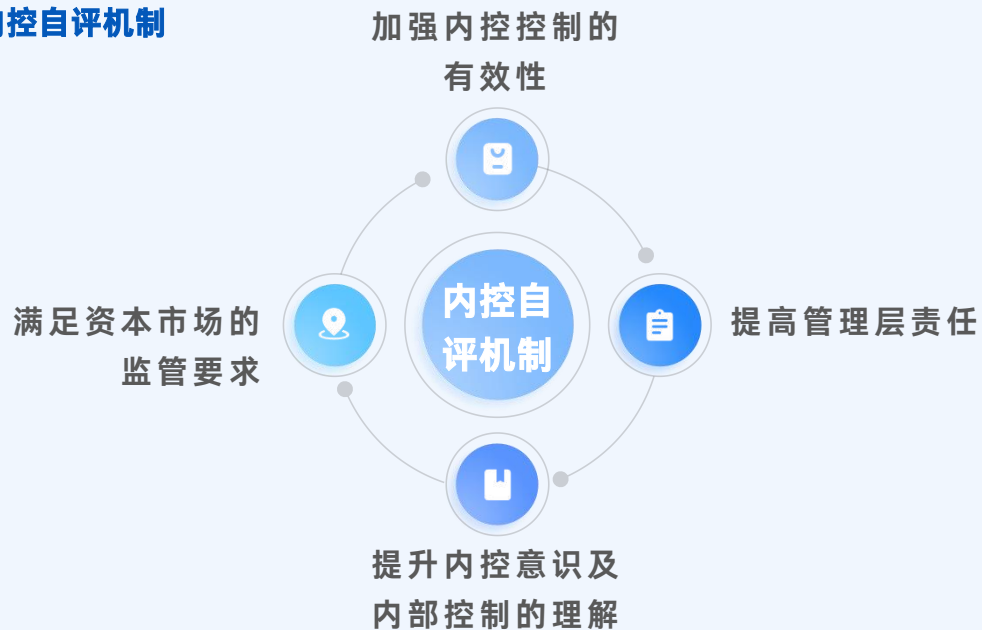 内控自评机制
加强内控控制的
有效性
内控自
评机制
满足资本市场的
监管要求
提高管理层责任
提升内控意识及
内部控制的理解